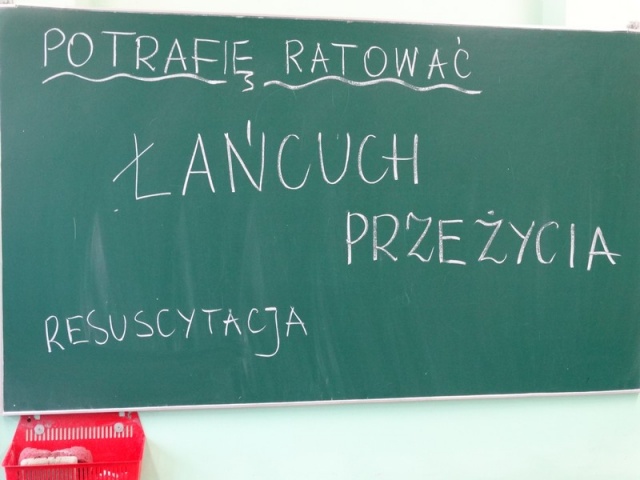 POTRAFIĘ RATOWAĆ
ŁAŃCUCH
PRZEŻYCIA
RESUSCYTACJA